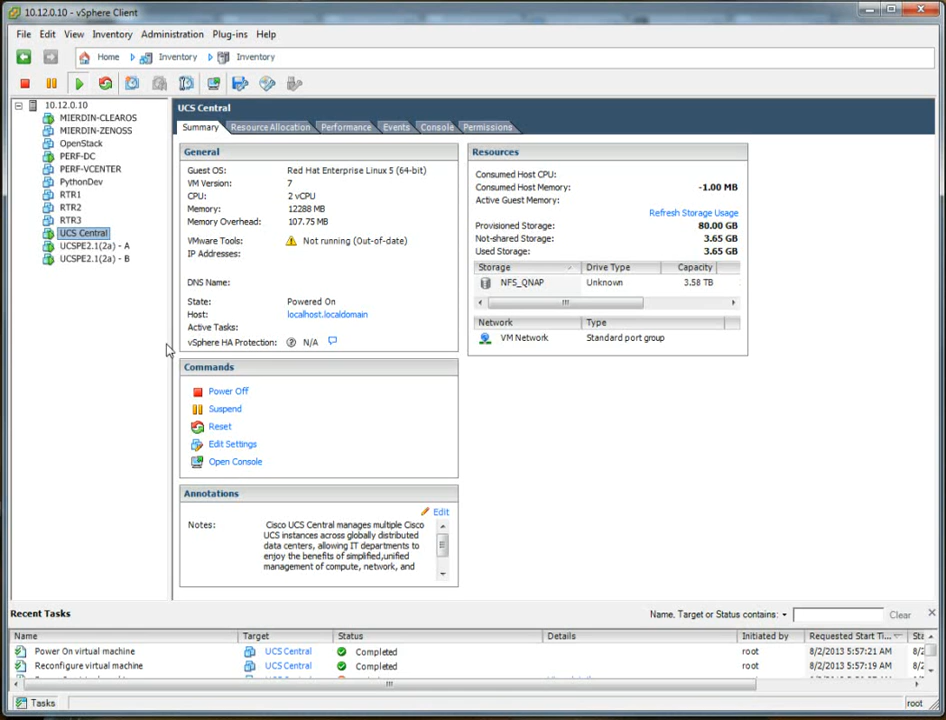 10.12.0.10 - vSphere Client
File Edit View Inventory Administration Plug-ins Help
Home Inventory Inventory
10.12.0.10
MIERDIN-CLEAROS
MIERDIN-ZENOSS
OpenStack
PERF-DC
PERF-VCENTER
PythonDev
RTR1
RTR2
RTR3
UCS Central
UCSPE2.1(2a) - A
UCSPE2.1(2a) - B
UCS Central
Summary Resource Allocation Performance Events Console Permissions
General
Guest OS: Red Hat Enterprise Linux 5 (64-bit)
VM Version: 7
CPU: 2 vCPU
Memory: 12288 MB
Memory Overhead: 107.75 MB
VMware Tools: Not running (Out-of-date)
IP Addresses:
DNS Name:
State: Powered On
Host: localhost.localdomain
Active Tasks:
vSphere HA Protection: N/A
Resources
Consumed Host CPU:
Consumed Host Memory: -1.00 MB
Active Guest Memory:
Refresh Storage Usage
Provisioned Storage: 80.00 GB
Not-shared Storage: 3.65 GB
Used Storage: 3.65 GB
Storage Drive Type Capacity
NFS_QNAP Unknown 3.58 TB
Network Type
VM Network Standard port group
Commands
Power Off
Suspend
Reset
Edit Settings
Open Console
Annotations
Edit
Notes: Cisco UCS Central manages multiple Cisco
UCS instances across globally distributed
data centers, allowing IT departments to
enjoy the benefits of simplified,unified
management of compute, network, and
Recent Tasks
Name, Target or Status contains: Clear
Name Target Status Details Initiated by Requested Start Ti... Sta
Power On virtual machine UCS Central Completed root 8/2/2013 5:57:21 AM 8/2
Reconfigure virtual machine UCS Central Completed root 8/2/2013 5:57:19 AM 8/2
Tasks root